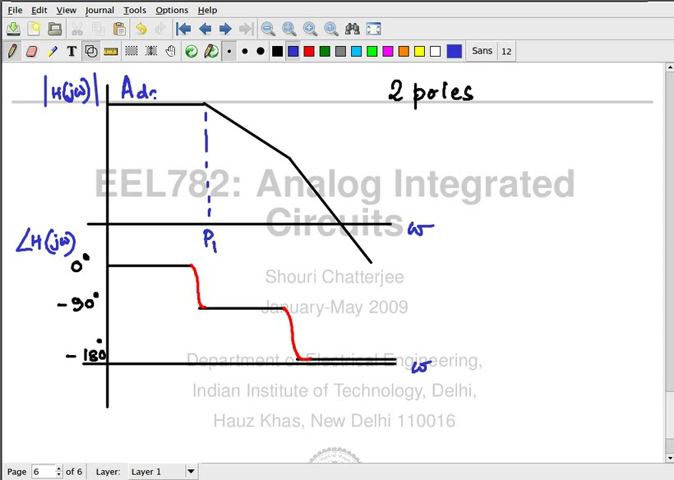 File Edit View Journal Tools Options Help
Sans 12
|H(jω)| Adc 2 poles
EEL782: Analog Integrated
Circuits
ω
P1
∠H(jω)
0°
Shouri Chatterjee
-90°
January-May 2009
-180°
Department of Electrical Engineering,
ω
Indian Institute of Technology, Delhi,
Hauz Khas, New Delhi 110016
Page 6 of 6 Layer: Layer 1